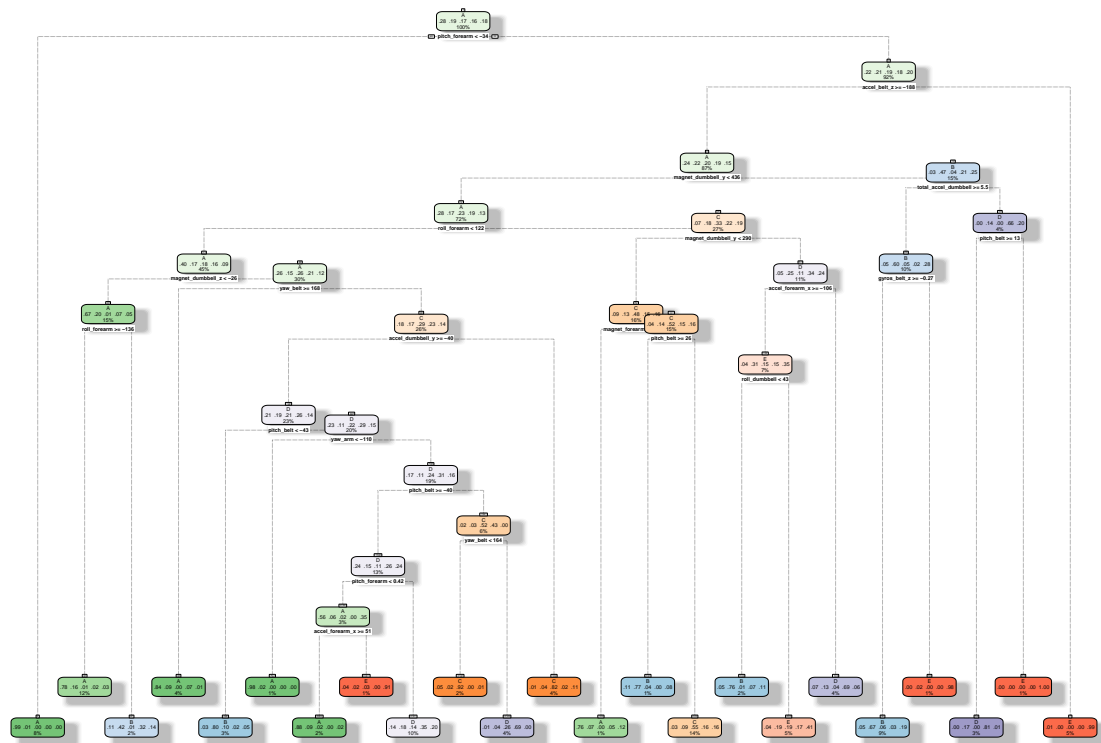 A
.28 .19 .17 .16 .18
100%
pitch_forearm < -34
A
.22 .21 .19 .18 .20
92%
accel_belt_z >= -188
A
.24 .22 .20 .19 .15
87%
magnet_dumbbell_y < 436
B
.03 .47 .04 .21 .25
15%
total_accel_dumbbell >= 5.5
A
.28 .17 .23 .19 .13
72%
roll_forearm < 122
C
.07 .18 .33 .22 .19
27%
magnet_dumbbell_y < 290
D
.00 .14 .00 .66 .20
4%
pitch_belt >= 13
A
.40 .17 .18 .16 .09
45%
magnet_dumbbell_z < -26
A
.26 .15 .26 .21 .12
30%
yaw_belt >= 168
D
.05 .25 .11 .34 .24
11%
accel_forearm_x >= -106
B
.05 .60 .05 .02 .28
10%
gyros_belt_z >= -0.27
A
.67 .20 .01 .07 .05
15%
roll_forearm >= -136
C
.18 .17 .29 .23 .14
26%
accel_dumbbell_y >= -40
C
.09 .13 .48
16%
magnet_forearm
C
.04 .14 .52 .15 .16
15%
pitch_belt >= 26
E
.04 .31 .15 .15 .35
7%
roll_dumbbell < 43
D
.21 .19 .21 .26 .14
23%
pitch_belt < -43
D
.23 .11 .22 .29 .15
20%
yaw_arm < -110
D
.17 .11 .24 .31 .16
19%
pitch_belt >= -40
C
.02 .03 .52 .43 .00
6%
yaw_belt < 164
D
.24 .15 .11 .26 .24
13%
pitch_forearm < 0.42
A
.56 .06 .02 .00 .35
3%
accel_forearm_x >= 51
A
.78 .16 .01 .02 .03
12%
A
.84 .09 .00 .07 .01
4%
A
.98 .02 .00 .00 .00
1%
E
.04 .02 .03 .00 .91
1%
C
.05 .02 .92 .00 .01
2%
C
.01 .04 .82 .02 .11
4%
B
.11 .77 .04 .00 .08
1%
B
.05 .76 .01 .07 .11
2%
D
.07 .13 .04 .69 .06
4%
E
.00 .02 .00 .00 .98
1%
E
.00 .00 .00 .00 1.00
1%
A
.99 .01 .00 .00 .00
8%
B
.11 .42 .01 .32 .14
2%
B
.03 .80 .10 .02 .05
3%
A
.88 .09 .02 .00 .02
2%
D
.14 .18 .14 .35 .20
10%
D
.01 .04 .26 .69 .00
4%
A
.76 .07 .00 .05 .12
1%
C
.03 .09 .55 .16 .16
14%
E
.04 .19 .19 .17 .41
5%
B
.05 .67 .06 .03 .19
9%
D
.00 .17 .00 .81 .01
3%
E
.01 .00 .00 .00 .99
5%